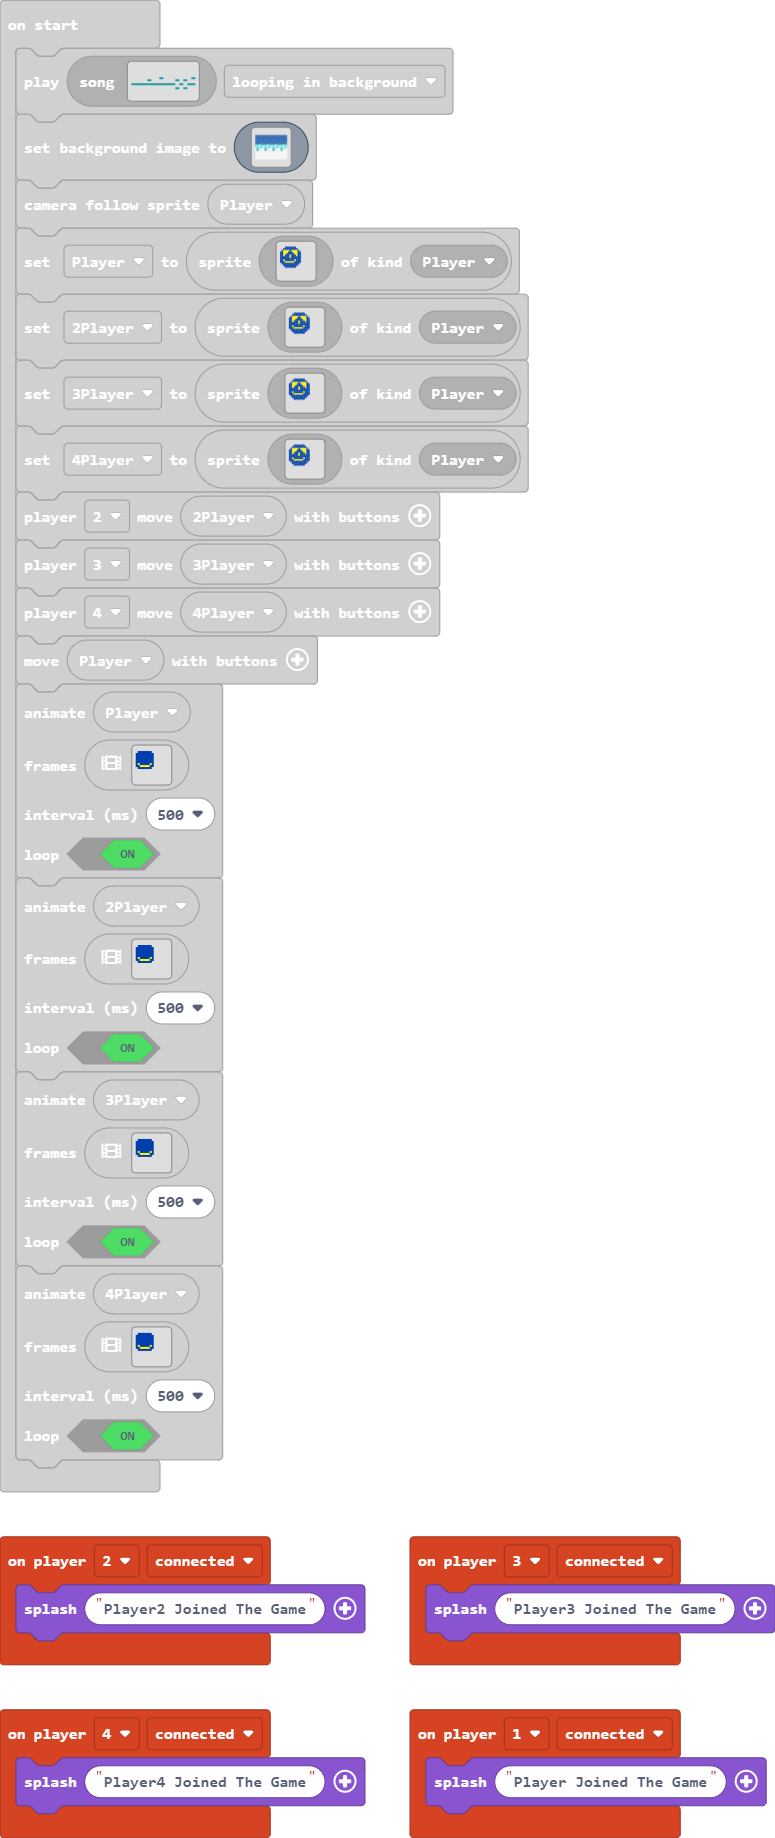 on start
play song looping in background
set background image to
camera follow sprite Player
set Player to sprite of kind Player
set 2Player to sprite of kind Player
set 3Player to sprite of kind Player
set 4Player to sprite of kind Player
player 2 move 2Player with buttons
player 3 move 3Player with buttons
player 4 move 4Player with buttons
move Player with buttons
animate Player
frames
interval (ms) 500
loop ON
animate 2Player
frames
interval (ms) 500
loop ON
animate 3Player
frames
interval (ms) 500
loop ON
animate 4Player
frames
interval (ms) 500
loop ON
on player 2 connected
splash "Player2 Joined The Game"
on player 3 connected
splash "Player3 Joined The Game"
on player 4 connected
splash "Player4 Joined The Game"
on player 1 connected
splash "Player Joined The Game"